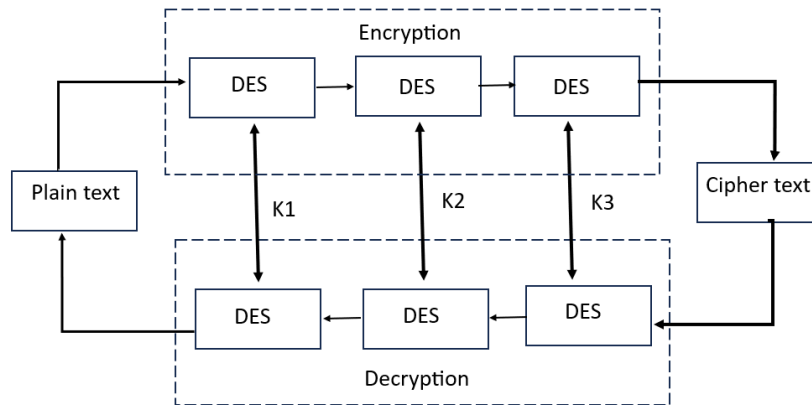 Encryption
DES
DES
DES
Plain text
Cipher text
K1
K2
K3
DES
DES
DES
Decryption